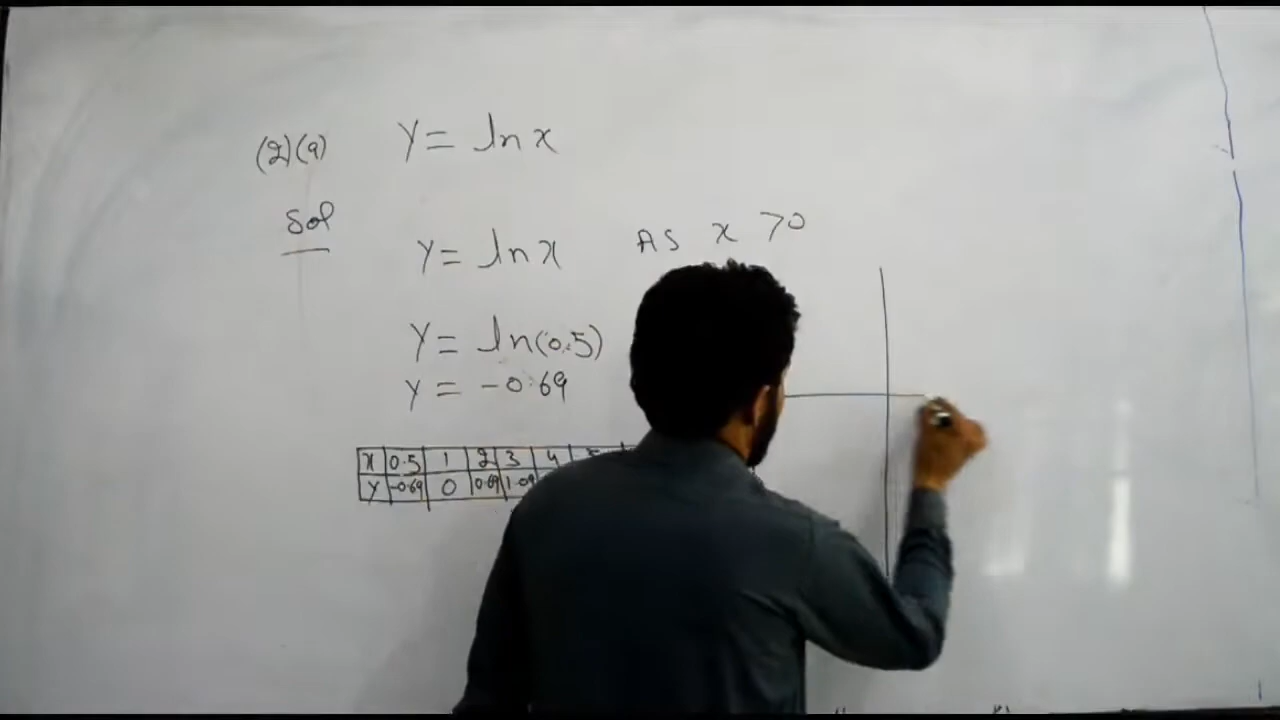 (2)(a) y = ln x
Sol
y = ln x As x >0
y = ln(0.5)
y = -0.69
x 0.5 1 2 3 4
y -0.69 0 0.69 1.09